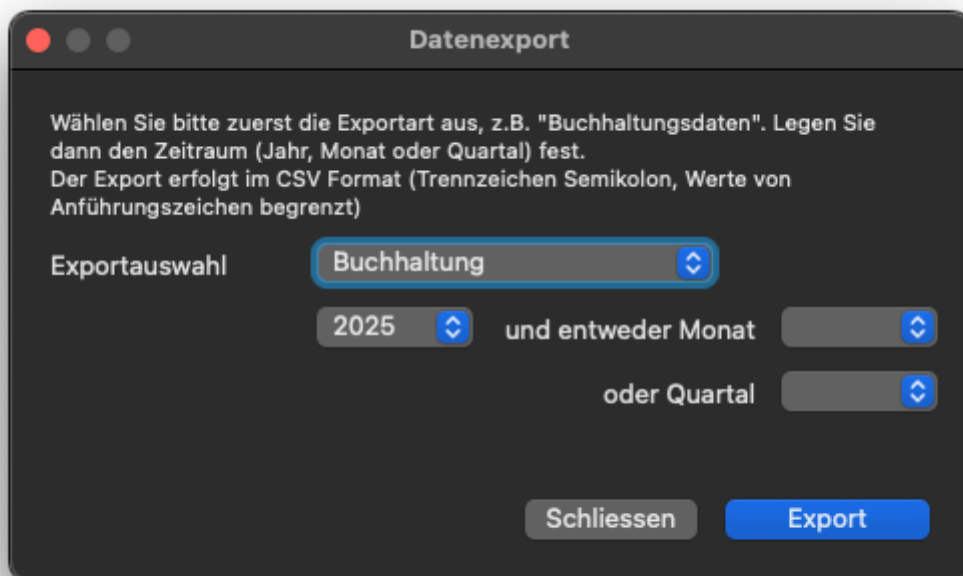 Datenexport
Wählen Sie bitte zuerst die Exportart aus, z.B. "Buchhaltungsdaten". Legen Sie
dann den Zeitraum (Jahr, Monat oder Quartal) fest.
Der Export erfolgt im CSV Format (Trennzeichen Semikolon, Werte von
Anführungszeichen begrenzt)
Exportauswahl Buchhaltung
2025 und entweder Monat
oder Quartal
Schliessen Export